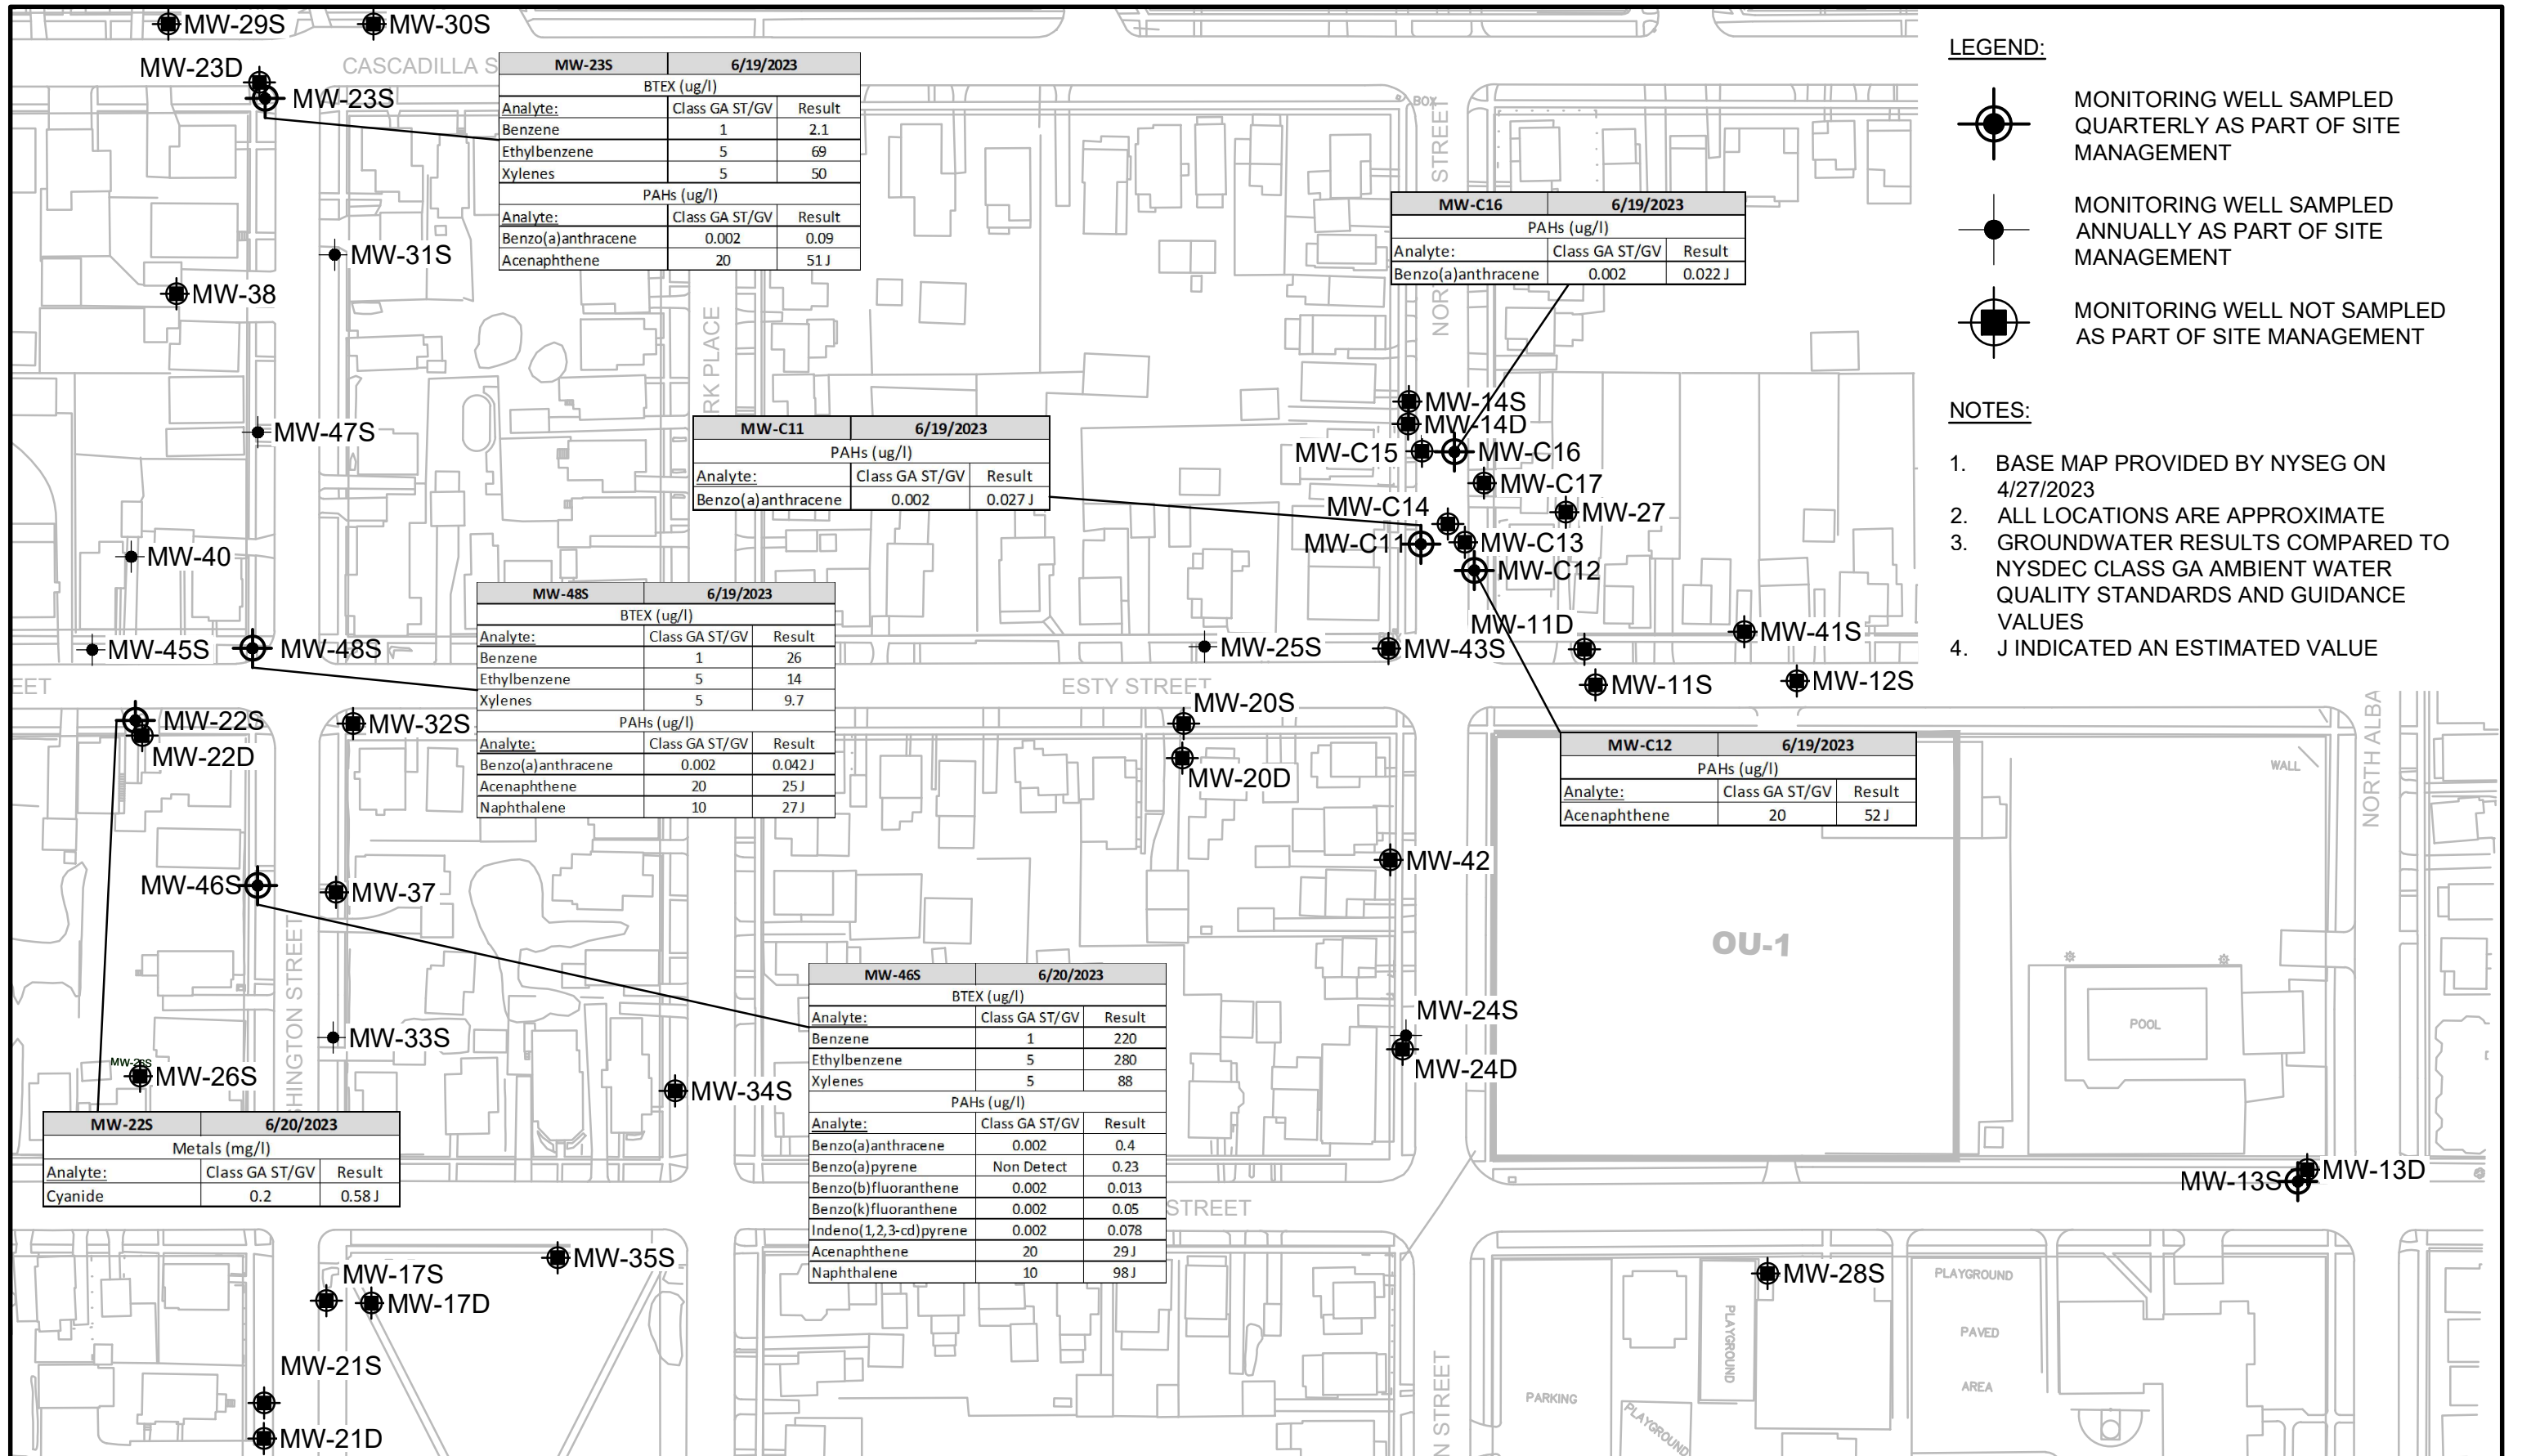 MW-29S
MW-30S
MW-23D
MW-23S
CASCADILLA S
MW-23S 6/19/2023
BTEX (ug/l)
Analyte: Class GA ST/GV Result
Benzene 1 2.1
Ethylbenzene 5 69
Xylenes 5 50
PAHs (ug/l)
Analyte: Class GA ST/GV Result
Benzo(a)anthracene 0.002 0.09
Acenaphthene 20 51 J
BOX
STREET
NOR
MW-C16 6/19/2023
PAHs (ug/l)
Analyte: Class GA ST/GV Result
Benzo(a)anthracene 0.002 0.022 J
LEGEND:
MONITORING WELL SAMPLED
QUARTERLY AS PART OF SITE
MANAGEMENT
MONITORING WELL SAMPLED
ANNUALLY AS PART OF SITE
MANAGEMENT
MONITORING WELL NOT SAMPLED
AS PART OF SITE MANAGEMENT
NOTES:
1. BASE MAP PROVIDED BY NYSEG ON
4/27/2023
2. ALL LOCATIONS ARE APPROXIMATE
3. GROUNDWATER RESULTS COMPARED TO
NYSDEC CLASS GA AMBIENT WATER
QUALITY STANDARDS AND GUIDANCE
VALUES
4. J INDICATED AN ESTIMATED VALUE
MW-31S
MW-38
RK PLACE
MW-47S
MW-C11 6/19/2023
PAHs (ug/l)
Analyte: Class GA ST/GV Result
Benzo(a)anthracene 0.002 0.027 J
MW-14S
MW-14D
MW-C15
MW-C16
MW-C17
MW-C14
MW-27
MW-C11
MW-C13
MW-C12
MW-40
MW-45S
MW-48S
MW-48S 6/19/2023
BTEX (ug/l)
Analyte: Class GA ST/GV Result
Benzene 1 26
Ethylbenzene 5 14
Xylenes 5 9.7
PAHs (ug/l)
Analyte: Class GA ST/GV Result
Benzo(a)anthracene 0.002 0.042 J
Acenaphthene 20 25 J
Naphthalene 10 27 J
MW-25S
MW-43S
MW-11D
MW-41S
MW-11S
MW-12S
EET
ESTY STREET
MW-22S
MW-22D
MW-32S
MW-20S
MW-20D
MW-C12 6/19/2023
PAHs (ug/l)
Analyte: Class GA ST/GV Result
Acenaphthene 20 52 J
WALL
NORTH ALBA
MW-42
MW-46S
MW-37
HINGTON STREET
OU-1
MW-46S 6/20/2023
BTEX (ug/l)
Analyte: Class GA ST/GV Result
Benzene 1 220
Ethylbenzene 5 280
Xylenes 5 88
PAHs (ug/l)
Analyte: Class GA ST/GV Result
Benzo(a)anthracene 0.002 0.4
Benzo(a)pyrene Non Detect 0.23
Benzo(b)fluoranthene 0.002 0.013
Benzo(k)fluoranthene 0.002 0.05
Indeno(1,2,3-cd)pyrene 0.002 0.078
Acenaphthene 20 29 J
Naphthalene 10 98 J
MW-24S
MW-24D
POOL
MW-33S
MW-26S
MW-26S
MW-34S
MW-22S 6/20/2023
Metals (mg/l)
Analyte: Class GA ST/GV Result
Cyanide 0.2 0.58 J
MW-13S
MW-13D
STREET
MW-35S
MW-17S
MW-17D
MW-28S
PLAYGROUND
PLAYGROUND
PAVED
AREA
PARKING
PLAYGROUND
N STREET
MW-21S
MW-21D